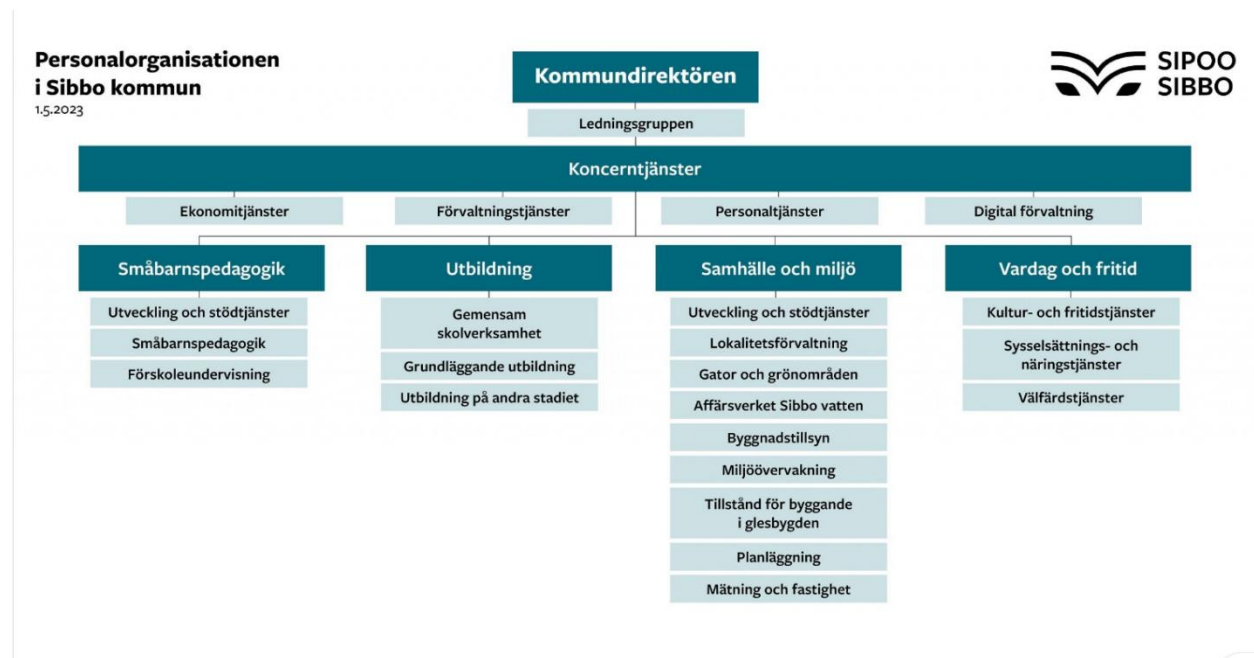 Personalorganisationen
i Sibbo kommun
1.5.2023
SIPOO
SIBBO
Kommundirektören
Ledningsgruppen
Koncerntjänster
Ekonomitjänster
Förvaltningstjänster
Personaltjänster
Digital förvaltning
Småbarnspedagogik
Utveckling och stödtjänster
Småbarnspedagogik
Förskoleundervisning
Utbildning
Gemensam
skolverksamhet
Grundläggande utbildning
Utbildning på andra stadiet
Samhälle och miljö
Utveckling och stödtjänster
Lokalitetsförvaltning
Gator och grönområden
Affärsverket Sibbo vatten
Byggnadstillsyn
Miljöövervakning
Tillstånd för byggande
i glesbygden
Planläggning
Mätning och fastighet
Vardag och fritid
Kultur- och fritidstjänster
Sysselsättnings- och
näringstjänster
Välfärdstjänster